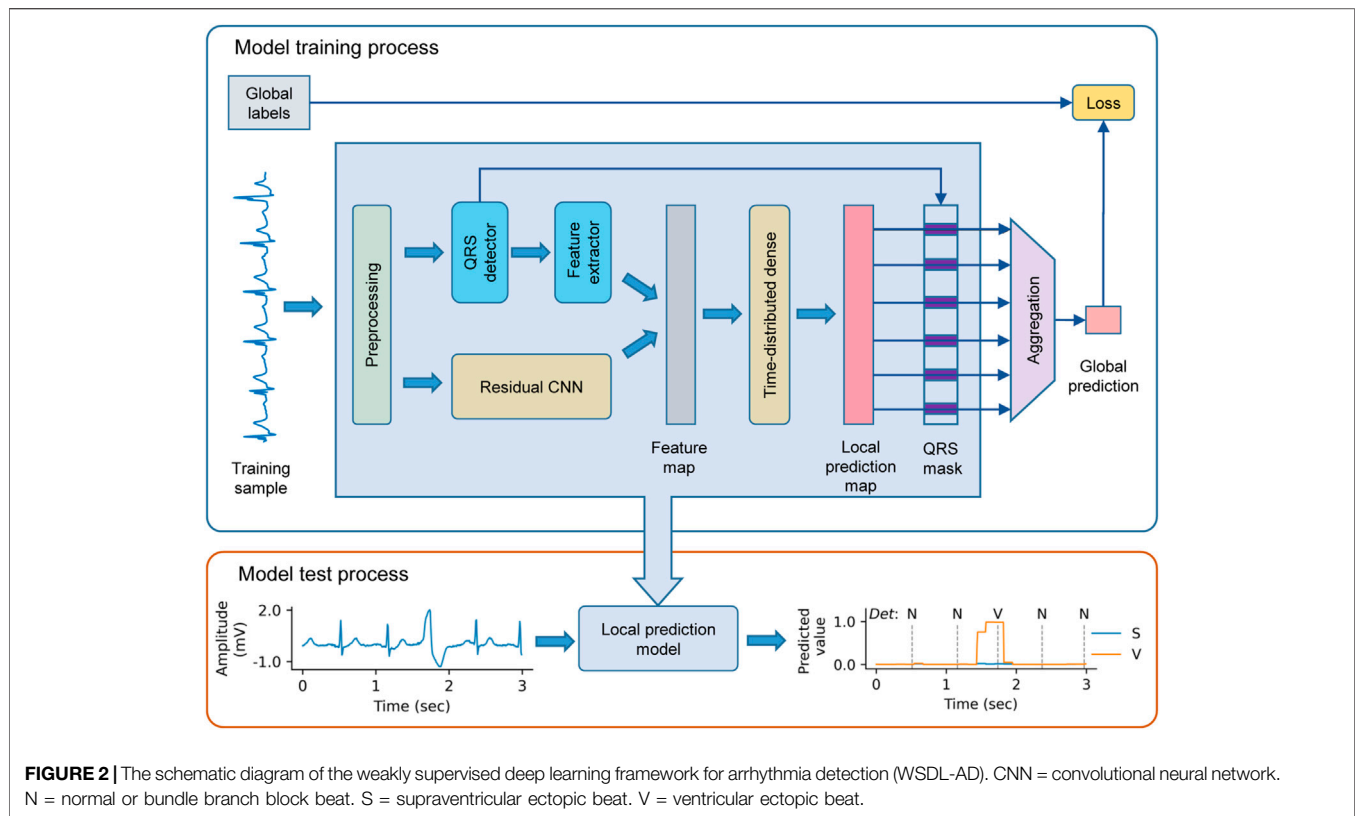 Model training process
Global
labels
Loss
Training
sample
Preprocessing
QRS
detector
Feature
extractor
Residual CNN
Feature
map
Time-distributed dense
Local
prediction
map
QRS
mask
Aggregation
Global
prediction
Model test process
Amplitude
(mV)
2.0
-1.0
0 1 2 3
Time (sec)
Local prediction
model
Predicted
value
1.0
0.0
Det: N N V N N
S
V
0 1 2 3
Time (sec)
FIGURE 2 | The schematic diagram of the weakly supervised deep learning framework for arrhythmia detection (WSDL-AD). CNN = convolutional neural network.
N = normal or bundle branch block beat. S = supraventricular ectopic beat. V = ventricular ectopic beat.